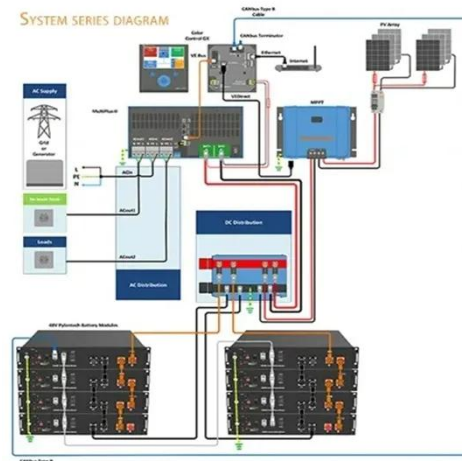 SYSTEM SERIES DIAGRAM
CANbus Type B
Cable
Color
Control GX
CANbus Terminator
PV Array
VE.Bus
Ethernet
Internet
AC Supply
VE.Direct
MultiPlus-II
MPPT
Grid
or
Generator
L
PE
N
ACin
ACout1
DC Distribution
Loads
ACout2
AC Distribution
48V Pylontech Battery Modules